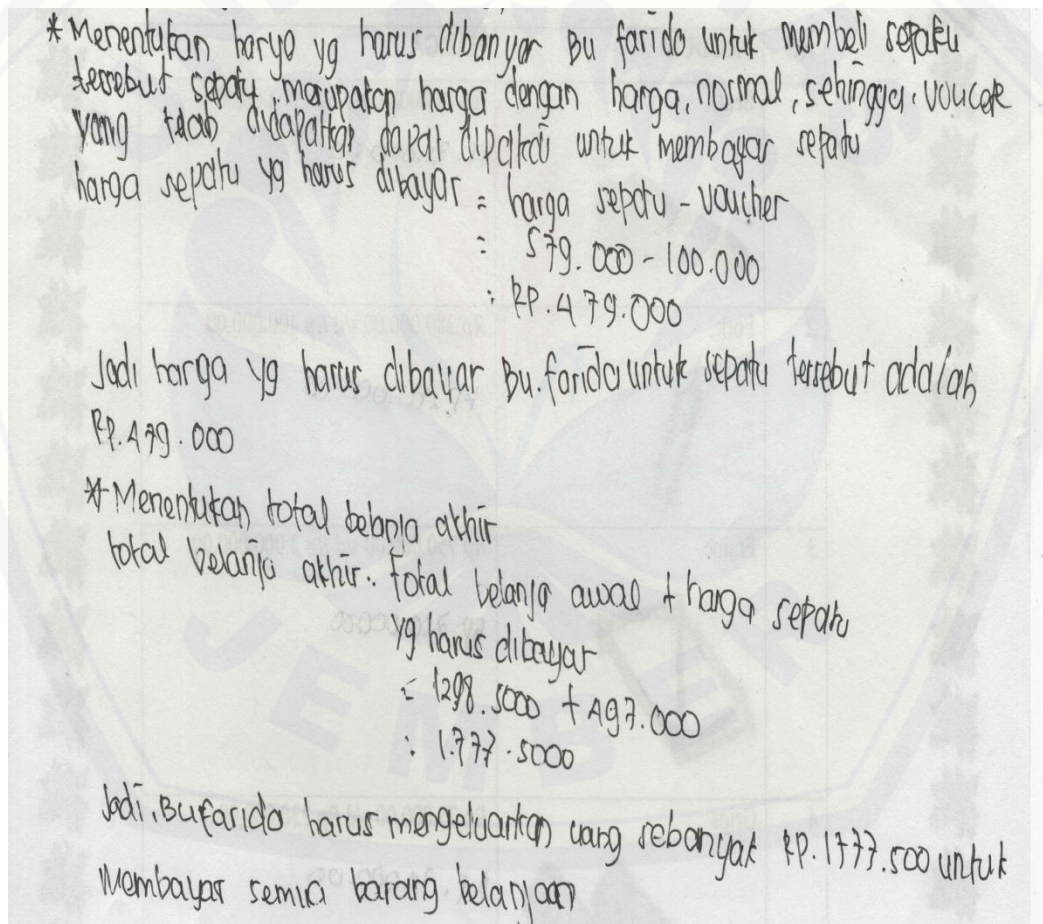 * Menentukan harga yg harus dibanyar Bu farida untuk membeli sepatu
tersebut sepatu, merupakan harga dengan harga, normal, sehingga, voucer
yang telah didapatkan dapat dipakai untuk membayar sepatu
harga sepatu yg harus dibayar = harga sepatu - voucher
= 579.000 - 100.000
: RP. 479.000
Jadi harga yg harus dibayar Bu. farida untuk sepatu tersebut adalah
RP. 479.000
* Menentukan total belanja akhir
total belanja akhir : total belanja awal + harga sepatu
yg harus dibayar
= 1298.5000 + 497.000
: 1.777.5000
Jadi, Bu farida harus mengeluarkan uang sebanyak RP. 1777.500 untuk
Membayar semua barang belanjaan
JEMBER